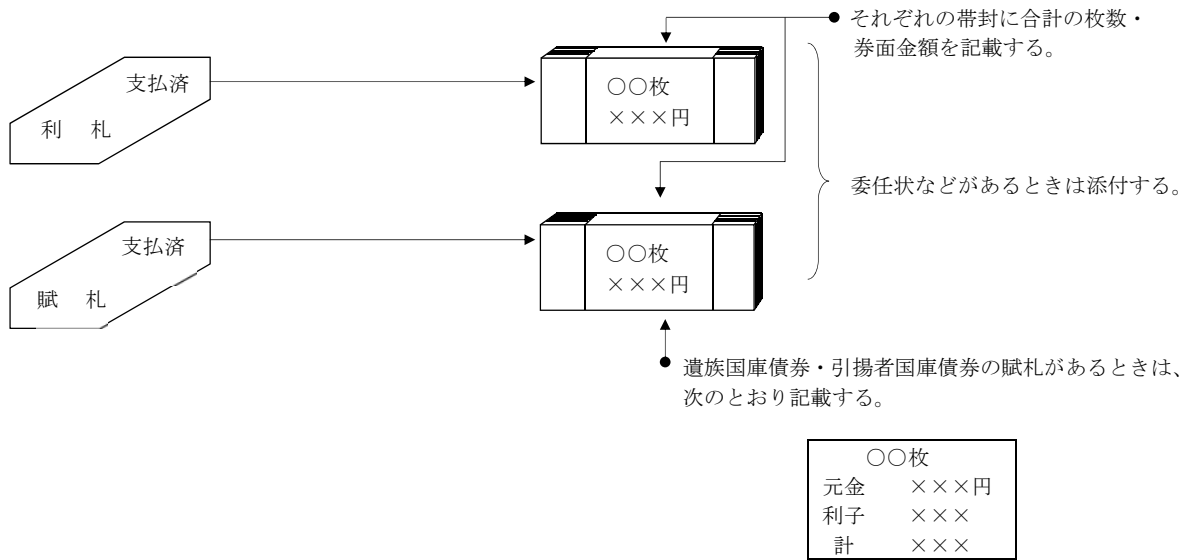 それぞれの帯封に合計の枚数・
券面金額を記載する。
支払済
利　札
○○枚
×××円
委任状などがあるときは添付する。
支払済
賦　札
○○枚
×××円
遺族国庫債券・引揚者国庫債券の賦札があるときは、
次のとおり記載する。
○○枚
元金　×××円
利子　×××
計　×××